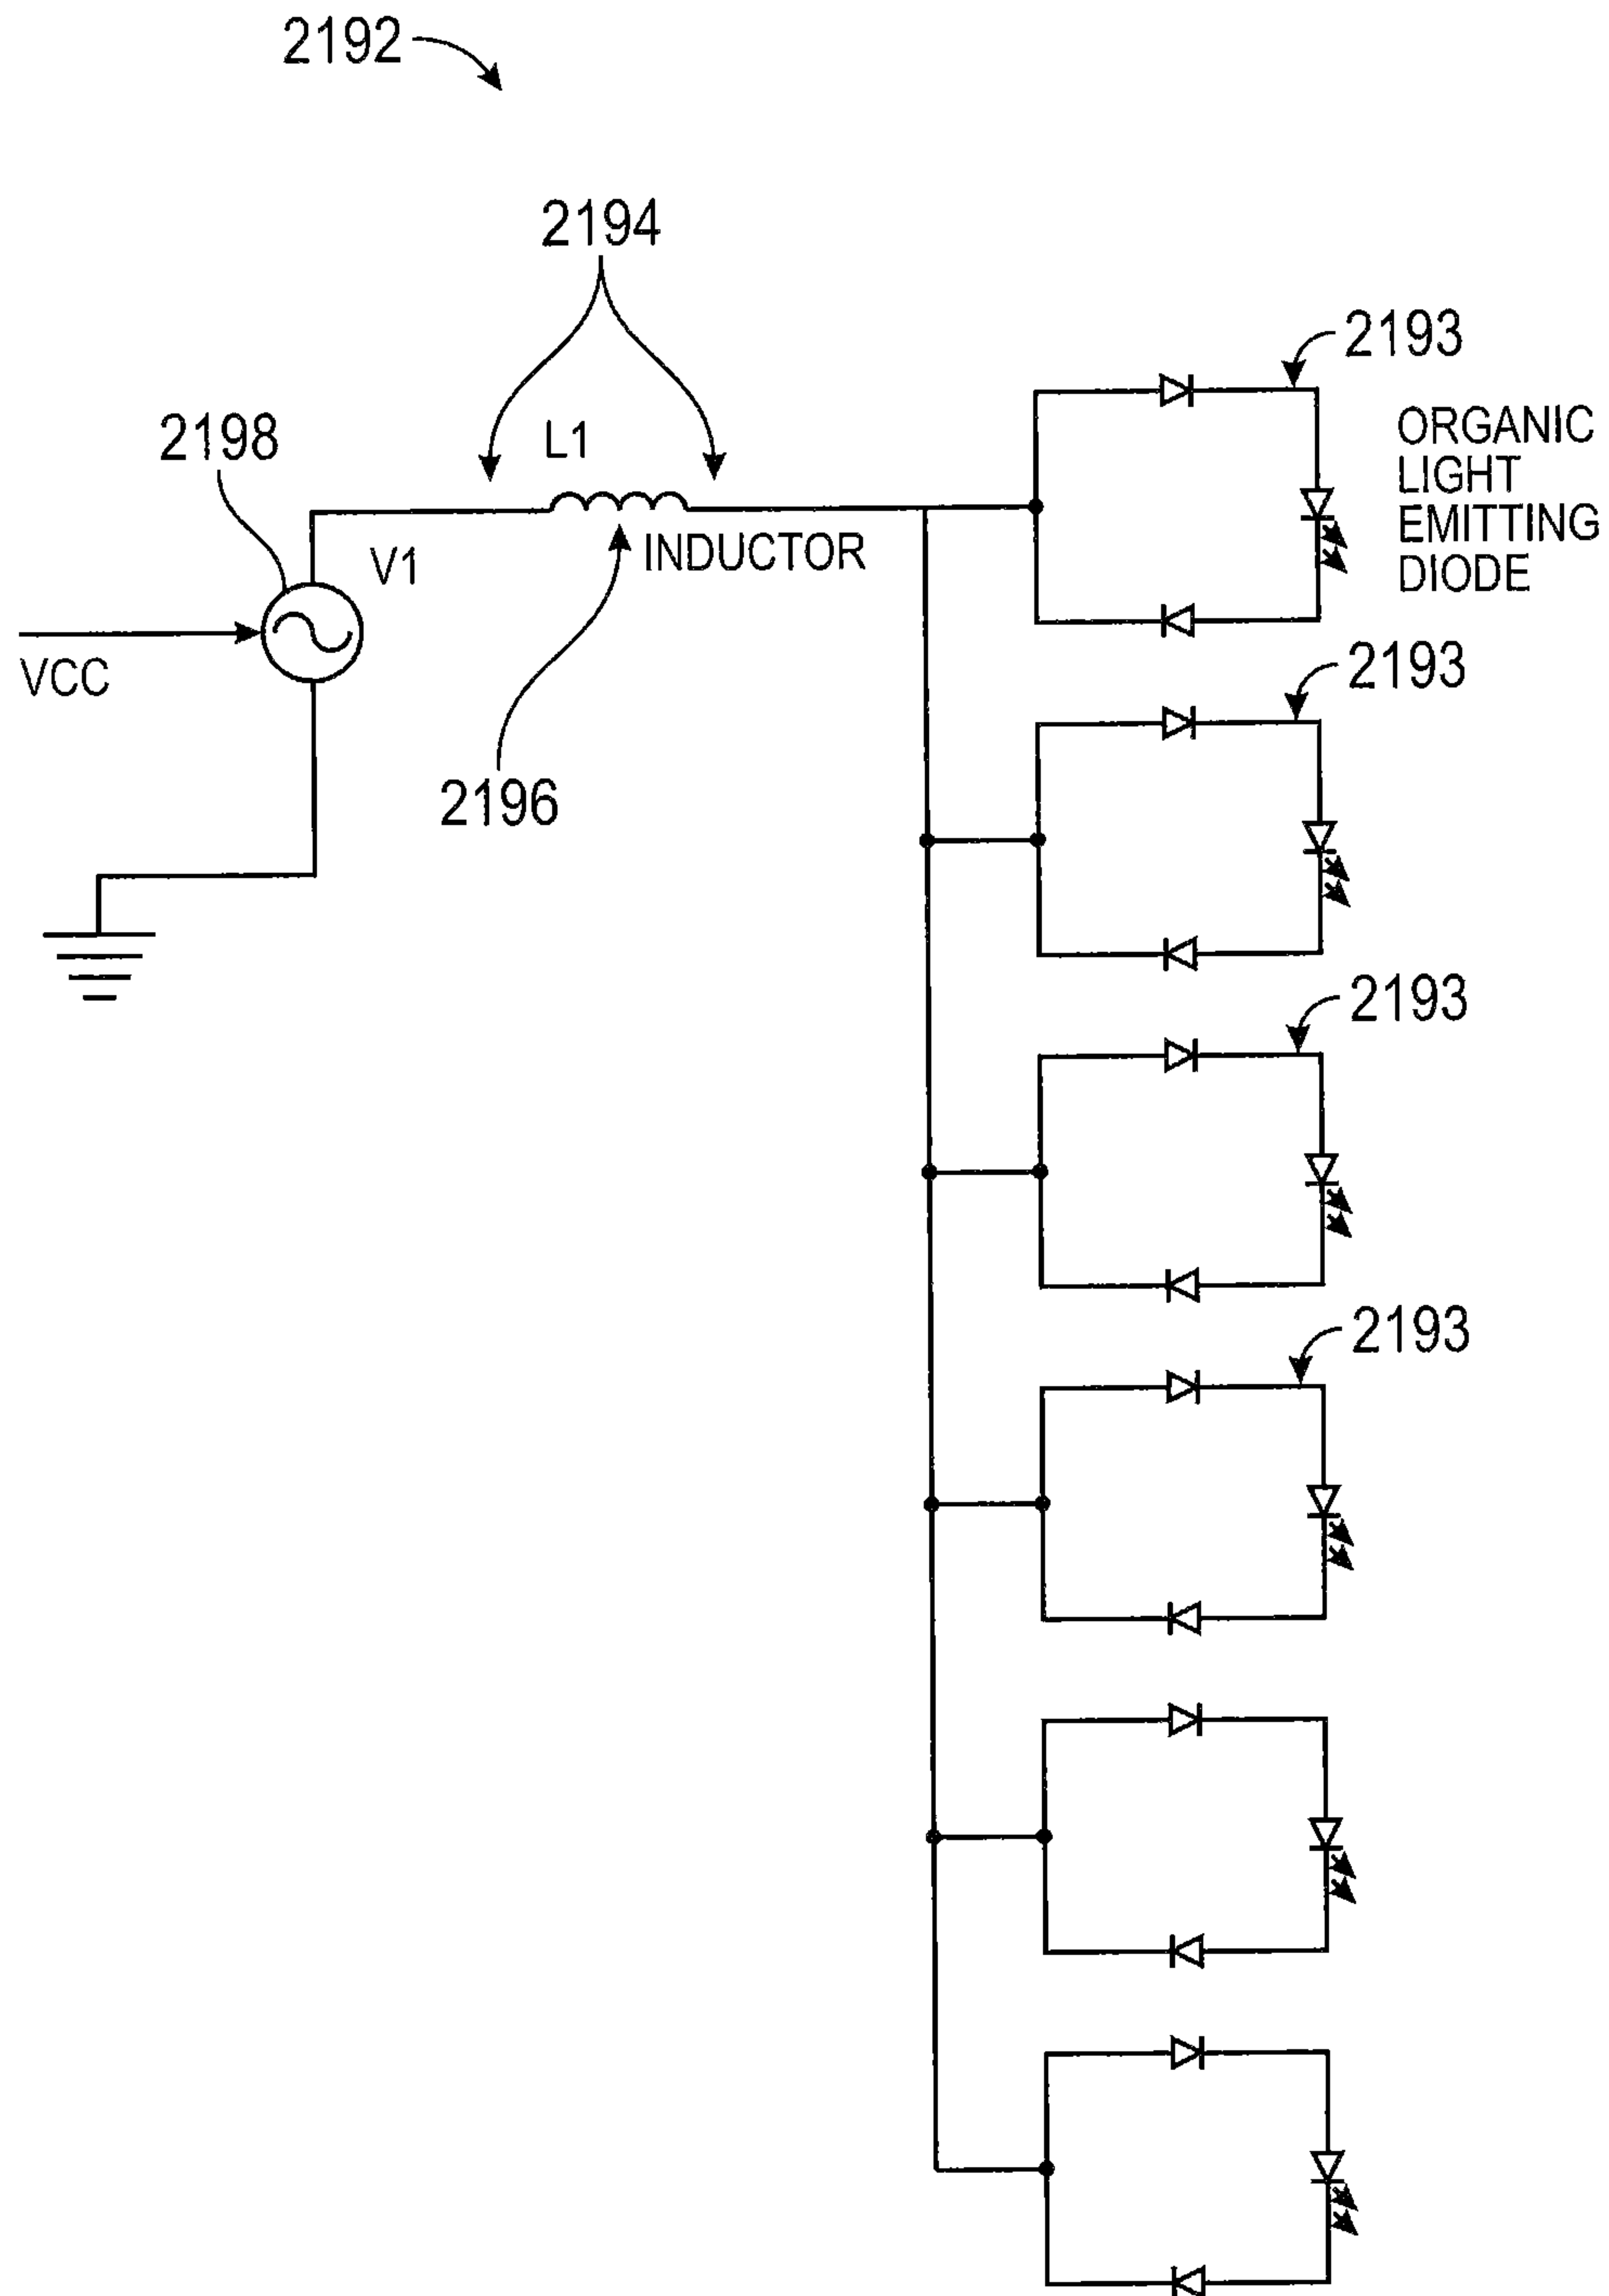 2192
2194
2193
ORGANIC
LIGHT
EMITTING
DIODE
2198
L1
V1
INDUCTOR
VCC
2193
2196
2193
2193